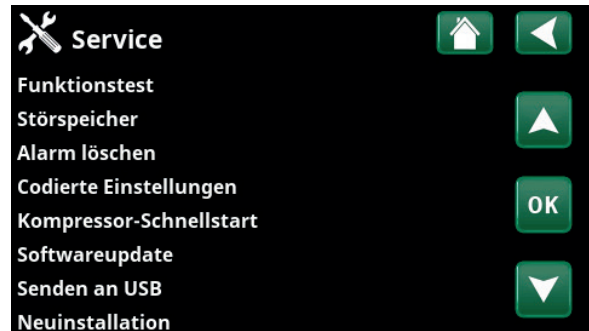 Service
Funktionstest
Störspeicher
Alarm löschen
Codierte Einstellungen
OK
Kompressor-Schnellstart
Softwareupdate
Senden an USB
Neuinstallation